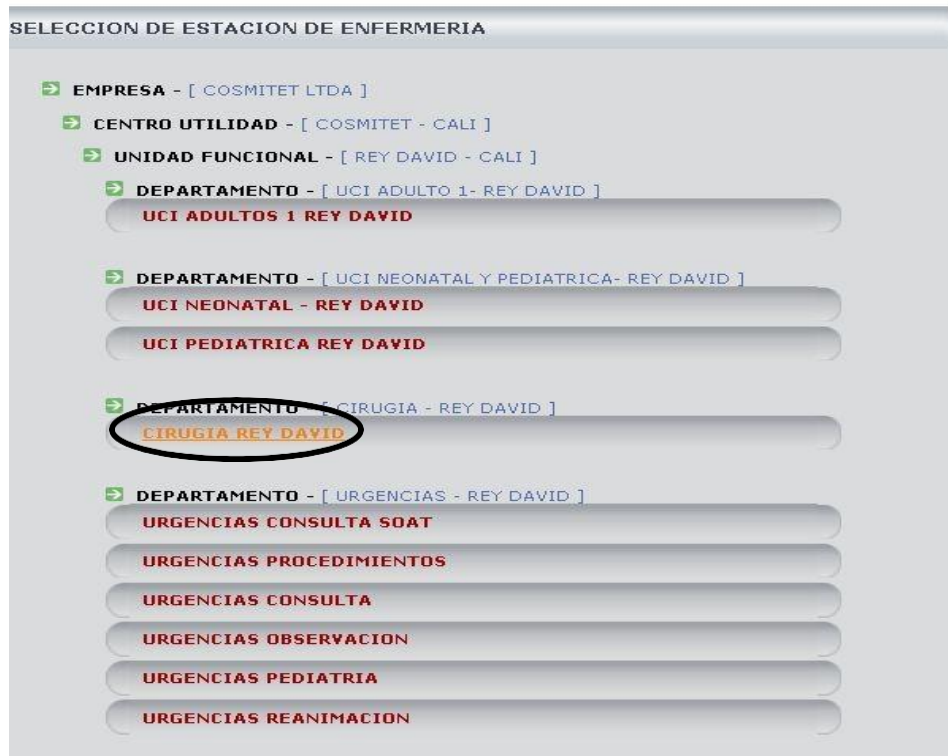 SELECCION DE ESTACION DE ENFERMERIA
EMPRESA - [ COSMITET LTDA ]
CENTRO UTILIDAD - [ COSMITET - CALI ]
UNIDAD FUNCIONAL - [ REY DAVID - CALI ]
DEPARTAMENTO - [ UCI ADULTO 1- REY DAVID ]
UCI ADULTOS 1 REY DAVID
DEPARTAMENTO - [ UCI NEONATAL Y PEDIATRICA- REY DAVID ]
UCI NEONATAL - REY DAVID
UCI PEDIATRICA REY DAVID
DEPARTAMENTO - [ CIRUGIA - REY DAVID ]
CIRUGIA REY DAVID
DEPARTAMENTO - [ URGENCIAS - REY DAVID ]
URGENCIAS CONSULTA SOAT
URGENCIAS PROCEDIMIENTOS
URGENCIAS CONSULTA
URGENCIAS OBSERVACION
URGENCIAS PEDIATRIA
URGENCIAS REANIMACION